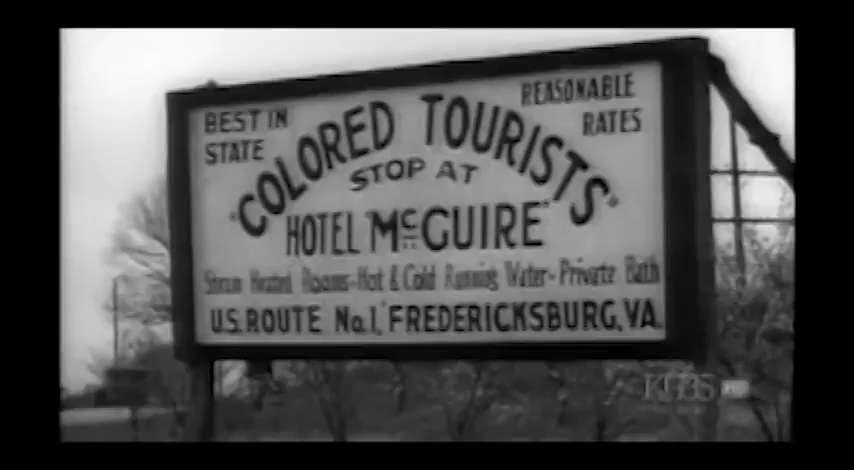 BEST IN
STATE
REASONABLE
RATES
"COLORED TOURISTS"
STOP AT
HOTEL "McGUIRE"
Steam Heated Rooms-Hot & Cold Running Water-Private Bath
U.S. ROUTE No. 1, FREDERICKSBURG, VA.
KPBS